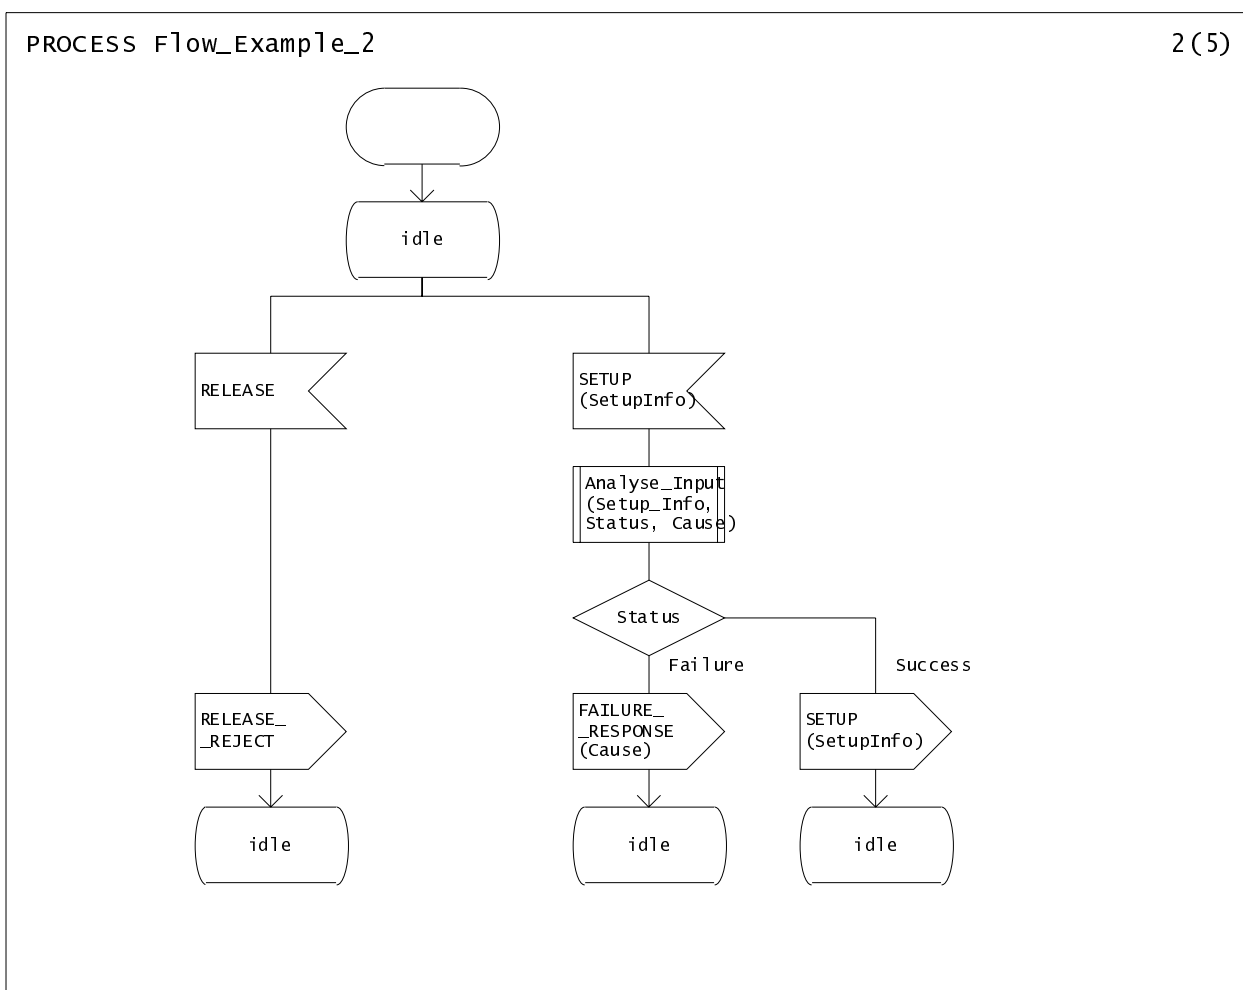 PROCESS Flow_Example_2
2(5)
idle
RELEASE
SETUP
(SetupInfo)
Analyse_Input
(Setup_Info,
Status, Cause)
Status
Failure
Success
RELEASE_
_REJECT
FAILURE_
_RESPONSE
(Cause)
SETUP
(SetupInfo)
idle
idle
idle